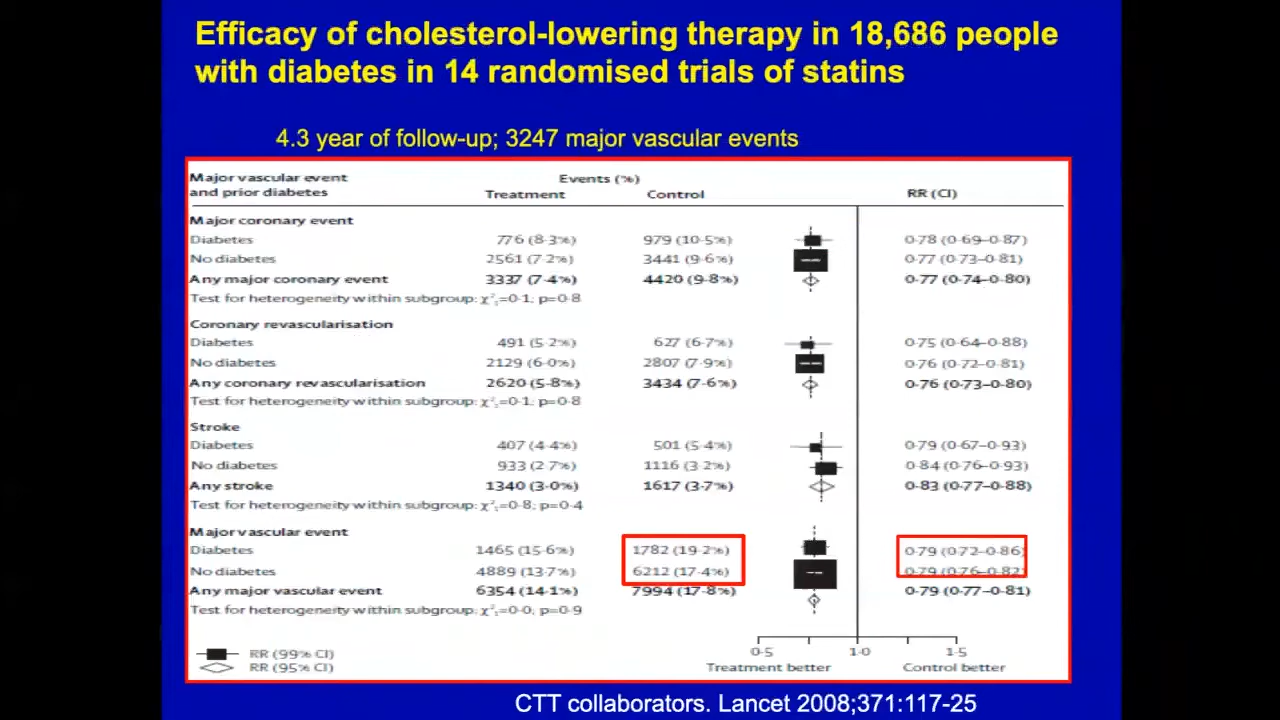 Efficacy of cholesterol-lowering therapy in 18,686 people
with diabetes in 14 randomised trials of statins
4.3 year of follow-up; 3247 major vascular events
Major vascular event Events (%)
and prior diabetes Treatment Control RR (CI)
Major coronary event
Diabetes 776 (8·3%) 979 (10·5%) 0·78 (0·69–0·87)
No diabetes 2561 (7·2%) 3441 (9·6%) 0·77 (0·73–0·81)
Any major coronary event 3337 (7·4%) 4420 (9·8%) 0·77 (0·74–0·80)
Test for heterogeneity within subgroup: χ²₁=0·1; p=0·8
Coronary revascularisation
Diabetes 491 (5·2%) 627 (6·7%) 0·75 (0·64–0·88)
No diabetes 2129 (6·0%) 2807 (7·9%) 0·76 (0·72–0·81)
Any coronary revascularisation 2620 (5·8%) 3434 (7·6%) 0·76 (0·73–0·80)
Test for heterogeneity within subgroup: χ²₁=0·1; p=0·8
Stroke
Diabetes 407 (4·4%) 501 (5·4%) 0·79 (0·67–0·93)
No diabetes 933 (2·7%) 1116 (3·2%) 0·84 (0·76–0·93)
Any stroke 1340 (3·0%) 1617 (3·7%) 0·83 (0·77–0·88)
Test for heterogeneity within subgroup: χ²₁=0·8; p=0·4
Major vascular event
Diabetes 1465 (15·6%) 1782 (19·2%) 0·79 (0·72–0·86)
No diabetes 4889 (13·7%) 6212 (17·4%) 0·79 (0·76–0·82)
Any major vascular event 6354 (14·1%) 7994 (17·8%) 0·79 (0·77–0·81)
Test for heterogeneity within subgroup: χ²₁=0·0; p=0·9
RR (99% CI) 0·5 1·0 1·5
RR (95% CI) Treatment better Control better
CTT collaborators. Lancet 2008;371:117-25